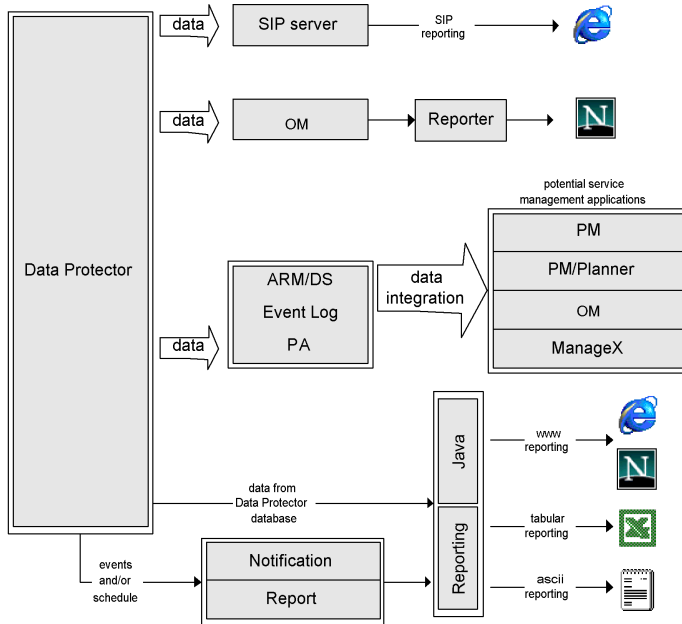 data
SIP server
SIP
reporting
data
OM
Reporter
N
potential service
management applications
Data Protector
PM
PM/Planner
OM
ManageX
ARM/DS
Event Log
PA
data
integration
data
Java
Reporting
www
reporting
N
data from
Data Protector
database
tabular
reporting
events
and/or
schedule
Notification
Report
ascii
reporting